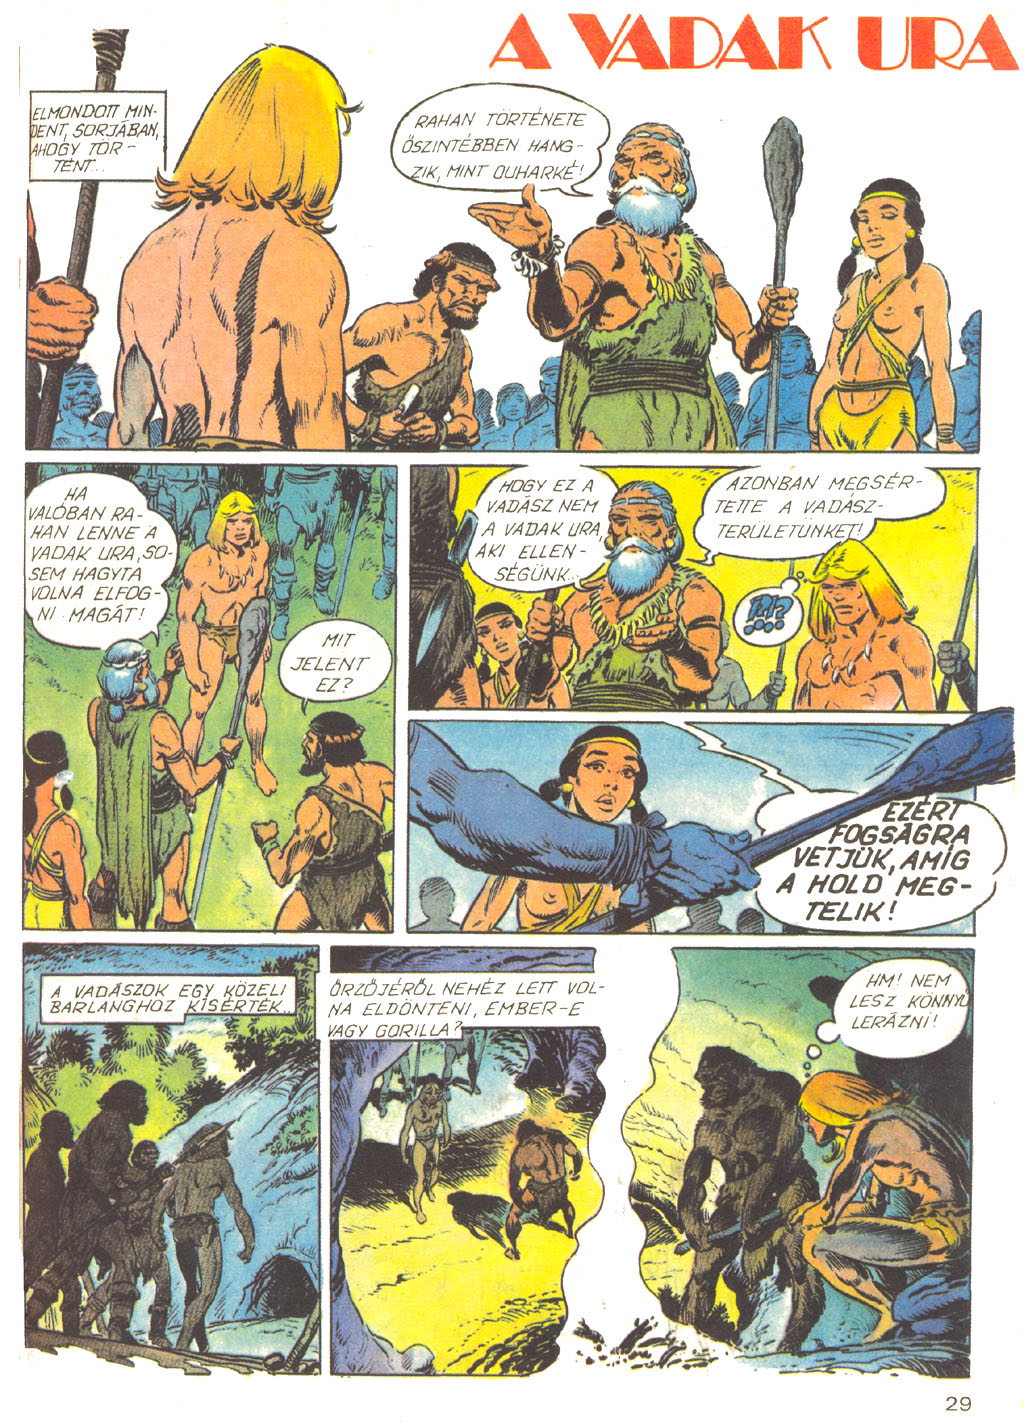 A VADAK URA
ELMONDOTT MIN-
DENT, SORJÁBAN,
AHOGY TÖR-
TÉNT...
RAHAN TÖRTÉNETE
ŐSZINTÉBBEN HANG-
ZIK, MINT OUHARKÉ!
HA
VALÓBAN RA-
HAN LENNE A
VADAK URA, SO-
SEM HAGYTA
VOLNA ELFOG-
NI MAGÁT!
MIT
JELENT
EZ?
HOGY EZ A
VADÁSZ NEM
A VADAK URA,
AKI ELLEN-
SÉGÜNK...
AZONBAN MEGSÉR-
TETTE A VADÁSZ-
TERÜLETÜNKET!
?!?!?
EZÉRT
FOGSÁGRA
VETJÜK, AMÍG
A HOLD MEG-
TELIK!
A VADÁSZOK EGY KÖZELI
BARLANGHOZ KÍSÉRTÉK..
ŐRZŐJÉRŐL NEHÉZ LETT VOL-
NA ELDÖNTENI, EMBER-E
VAGY GORILLA?
HM! NEM
LESZ KÖNNYŰ
LERÁZNI!
29